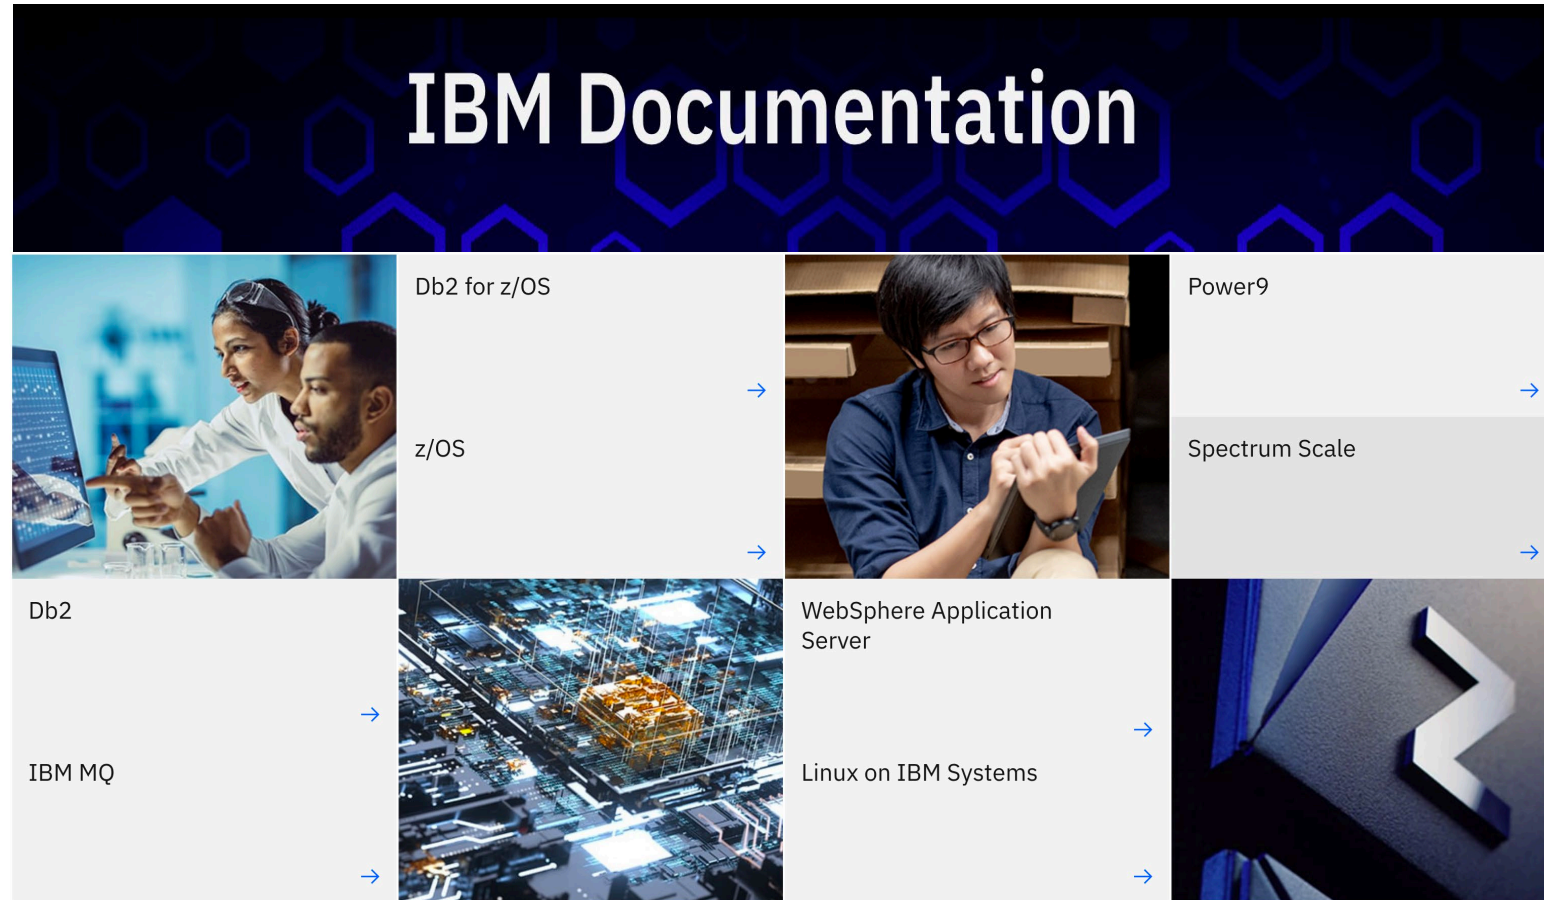 IBM Documentation
Db2 for z/OS
z/OS
Power9
Spectrum Scale
Db2
IBM MQ
WebSphere Application
Server
Linux on IBM Systems